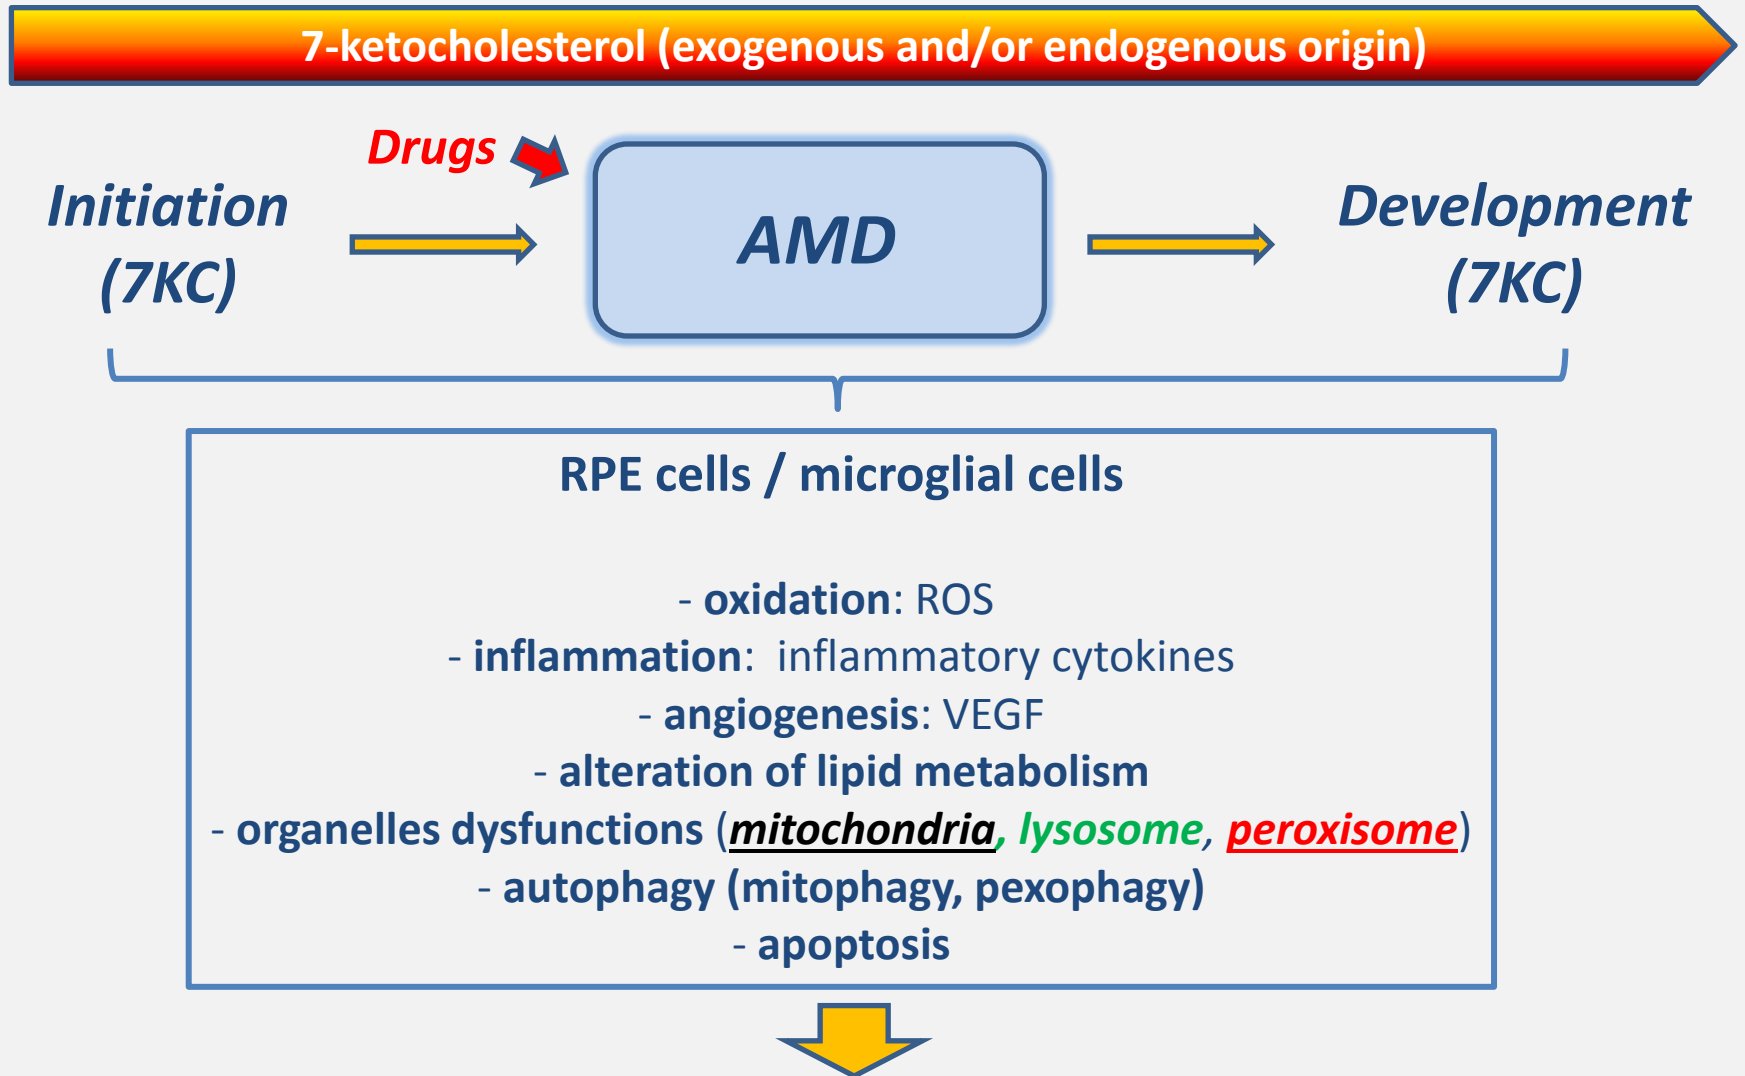 7-ketocholesterol (exogenous and/or endogenous origin)
Drugs
Initiation
(7KC)
AMD
Development
(7KC)
RPE cells / microglial cells
- oxidation: ROS
- inflammation:  inflammatory cytokines
- angiogenesis: VEGF
- alteration of lipid metabolism
- organelles dysfunctions (mitochondria, lysosome, peroxisome)
- autophagy (mitophagy, pexophagy)
- apoptosis